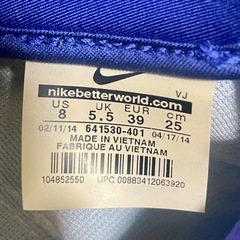 VJ
nikebetterworld.com
US UK EUR cm
8 5.5 39 25
02/11/14 641530-401 04/17/14
MADE IN VIETNAM
FABRIQUE AU VIETNAM
104852550 UPC 00883412063920